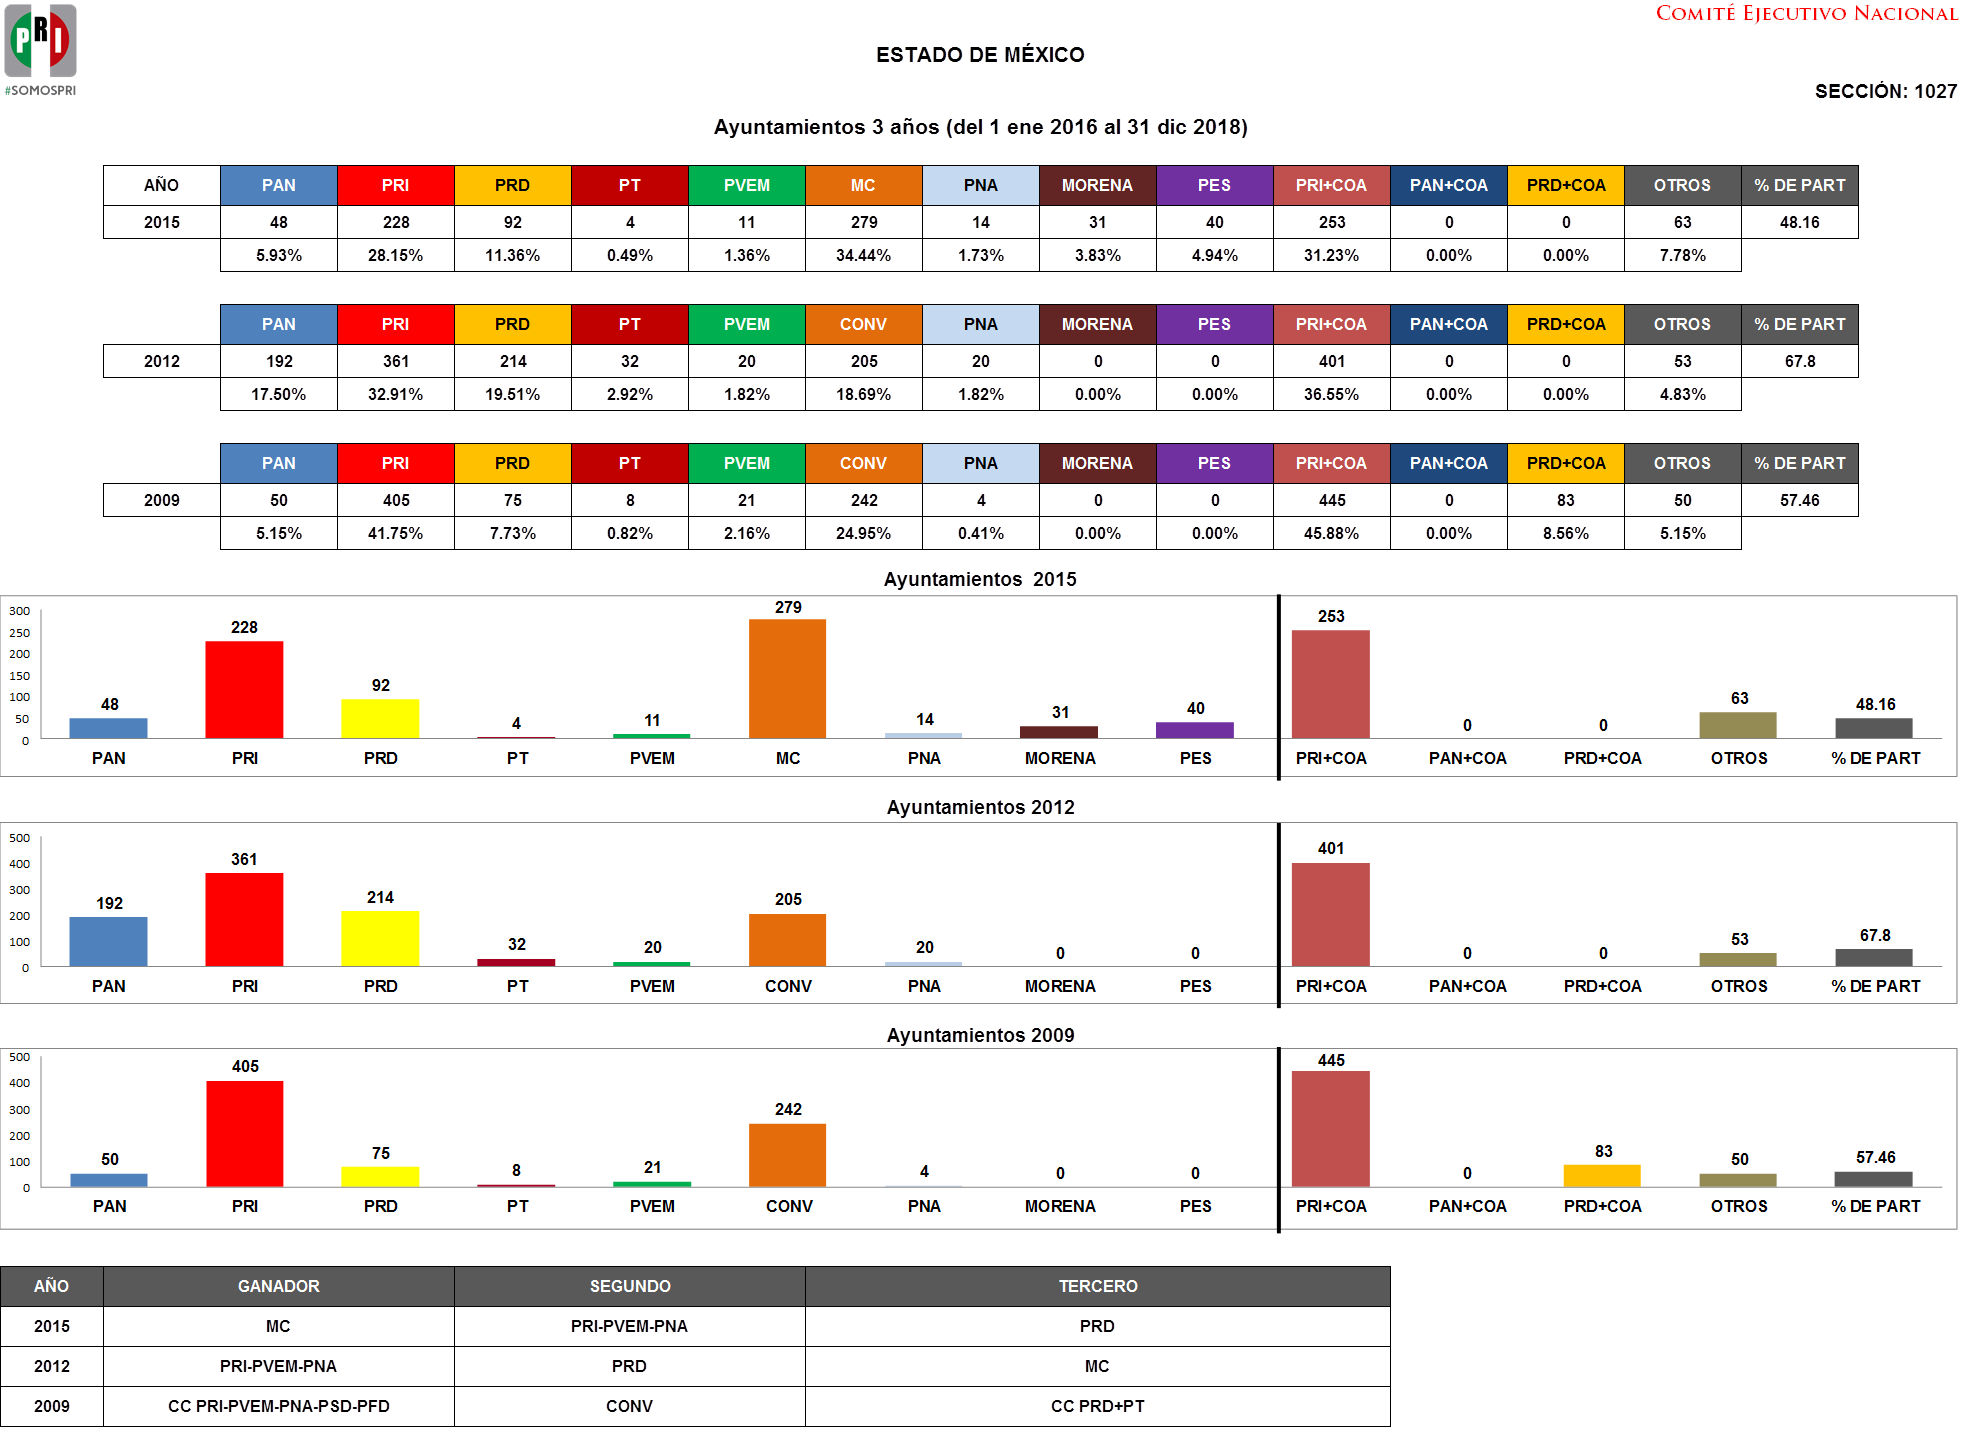 PRI
#SOMOSPRI
COMITÉ EJECUTIVO NACIONAL
ESTADO DE MÉXICO
SECCIÓN: 1027
Ayuntamientos 3 años (del 1 ene 2016 al 31 dic 2018)
AÑO PAN PRI PRD PT PVEM MC PNA MORENA PES PRI+COA PAN+COA PRD+COA OTROS % DE PART
2015 48 228 92 4 11 279 14 31 40 253 0 0 63 48.16
5.93% 28.15% 11.36% 0.49% 1.36% 34.44% 1.73% 3.83% 4.94% 31.23% 0.00% 0.00% 7.78%
PAN PRI PRD PT PVEM CONV PNA MORENA PES PRI+COA PAN+COA PRD+COA OTROS % DE PART
2012 192 361 214 32 20 205 20 0 0 401 0 0 53 67.8
17.50% 32.91% 19.51% 2.92% 1.82% 18.69% 1.82% 0.00% 0.00% 36.55% 0.00% 0.00% 4.83%
PAN PRI PRD PT PVEM CONV PNA MORENA PES PRI+COA PAN+COA PRD+COA OTROS % DE PART
2009 50 405 75 8 21 242 4 0 0 445 0 83 50 57.46
5.15% 41.75% 7.73% 0.82% 2.16% 24.95% 0.41% 0.00% 0.00% 45.88% 0.00% 8.56% 5.15%
Ayuntamientos 2015
300
250
200
150
100
50
0
48 228 92 4 11 279 14 31 40 253 0 0 63 48.16
PAN PRI PRD PT PVEM MC PNA MORENA PES PRI+COA PAN+COA PRD+COA OTROS % DE PART
Ayuntamientos 2012
500
400
300
200
100
0
192 361 214 32 20 205 20 0 0 401 0 0 53 67.8
PAN PRI PRD PT PVEM CONV PNA MORENA PES PRI+COA PAN+COA PRD+COA OTROS % DE PART
Ayuntamientos 2009
500
400
300
200
100
0
50 405 75 8 21 242 4 0 0 445 0 83 50 57.46
PAN PRI PRD PT PVEM CONV PNA MORENA PES PRI+COA PAN+COA PRD+COA OTROS % DE PART
AÑO GANADOR SEGUNDO TERCERO
2015 MC PRI-PVEM-PNA PRD
2012 PRI-PVEM-PNA PRD MC
2009 CC PRI-PVEM-PNA-PSD-PFD CONV CC PRD+PT